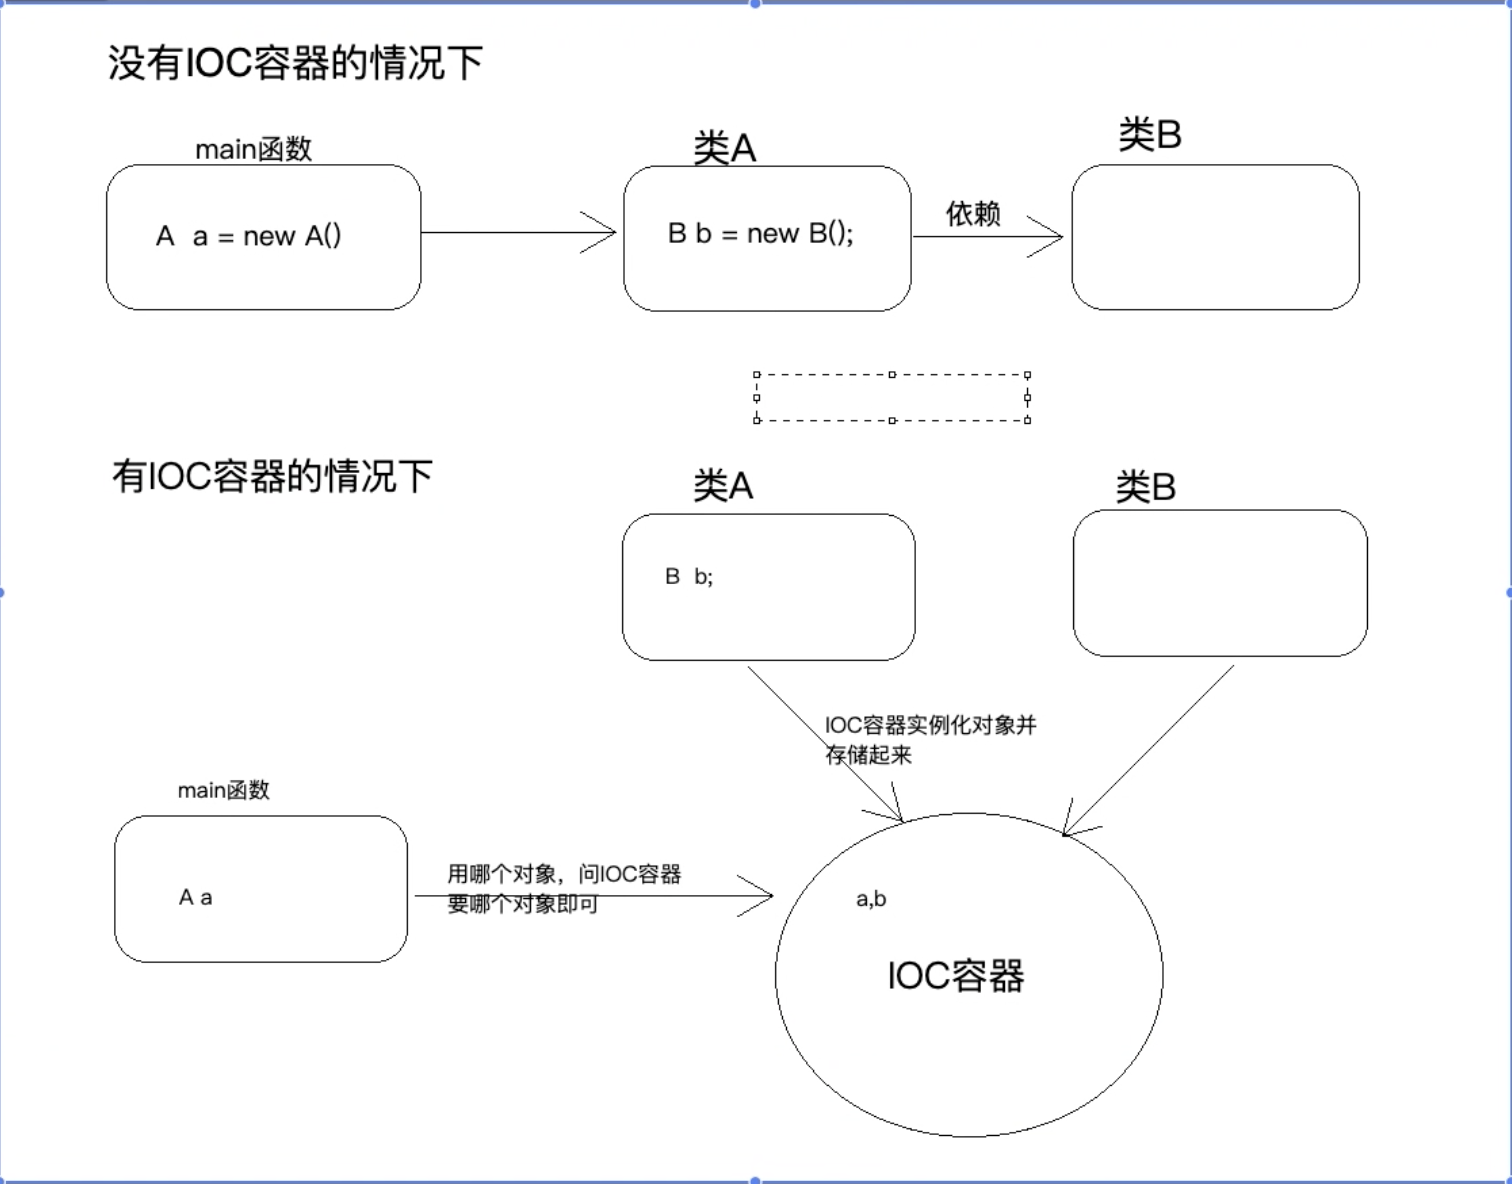 没有IOC容器的情况下
main函数
类A
类B
A a = new A()
B b = new B();
依赖
有IOC容器的情况下
类A
类B
B b;
IOC容器实例化对象并
存储起来
main函数
A a
用哪个对象，问IOC容器
要哪个对象即可
a,b
IOC容器